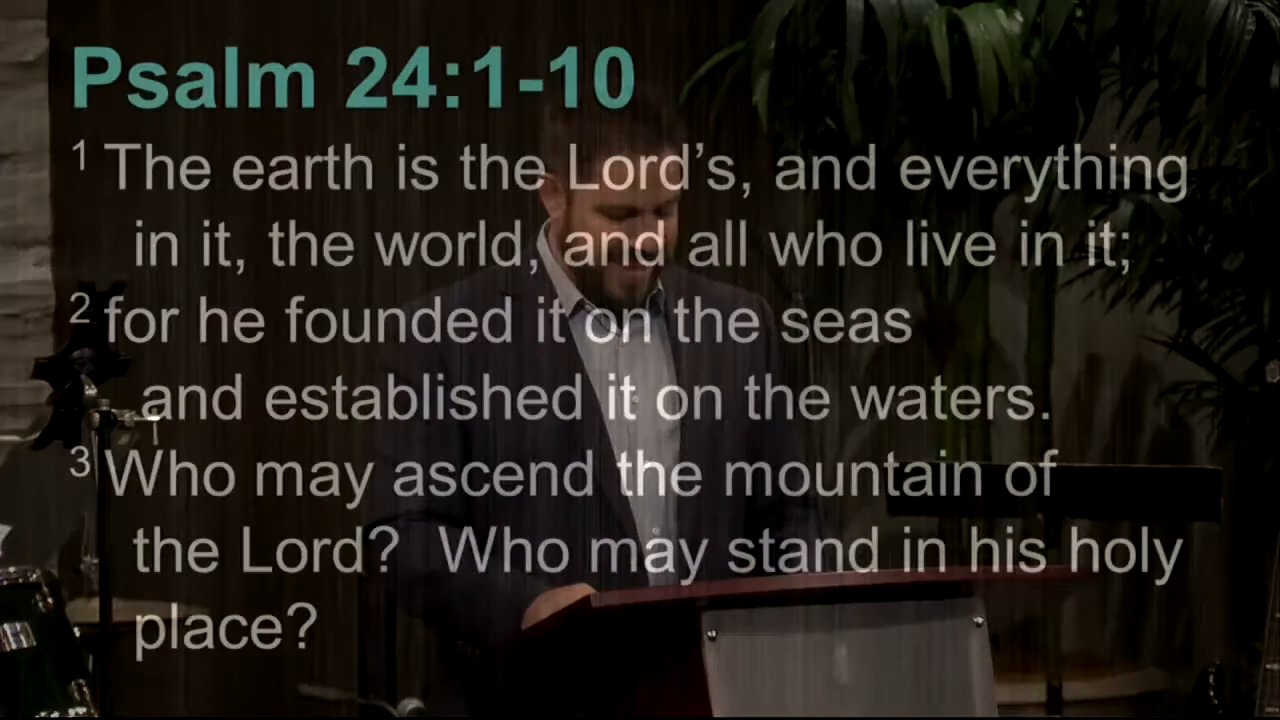 Psalm 24:1-10
1 The earth is the Lord's, and everything
in it, the world, and all who live in it;
2 for he founded it on the seas
and established it on the waters.
3 Who may ascend the mountain of
the Lord?  Who may stand in his holy
place?